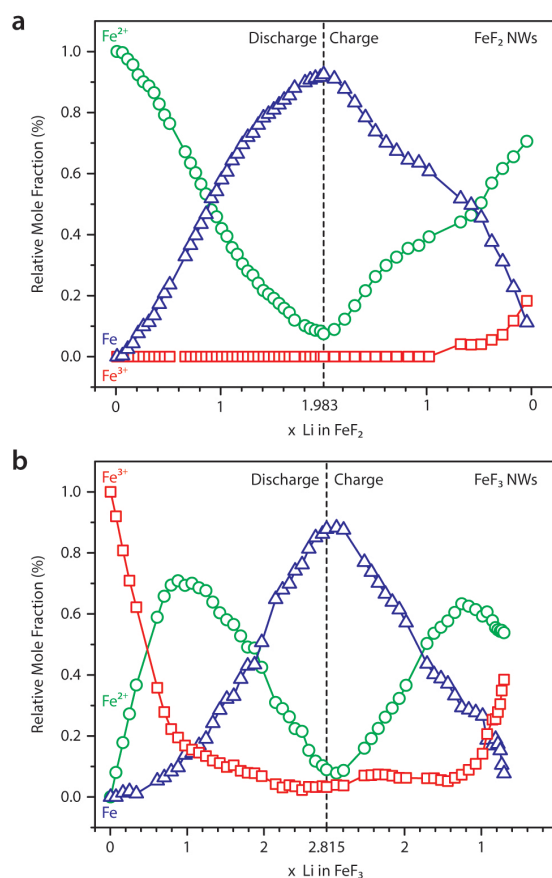 a
Discharge Charge FeF₂ NWs
Fe²⁺
1.0
0.8
0.6
0.4
0.2
0.0
Relative Mole Fraction (%)
Fe
Fe³⁺
0 1 1.983 1 0
x Li in FeF₂
b
Discharge Charge FeF₃ NWs
Fe³⁺
1.0
0.8
0.6
0.4
0.2
0.0
Relative Mole Fraction (%)
Fe²⁺
Fe
0 1 2 2.815 2 1
x Li in FeF₃